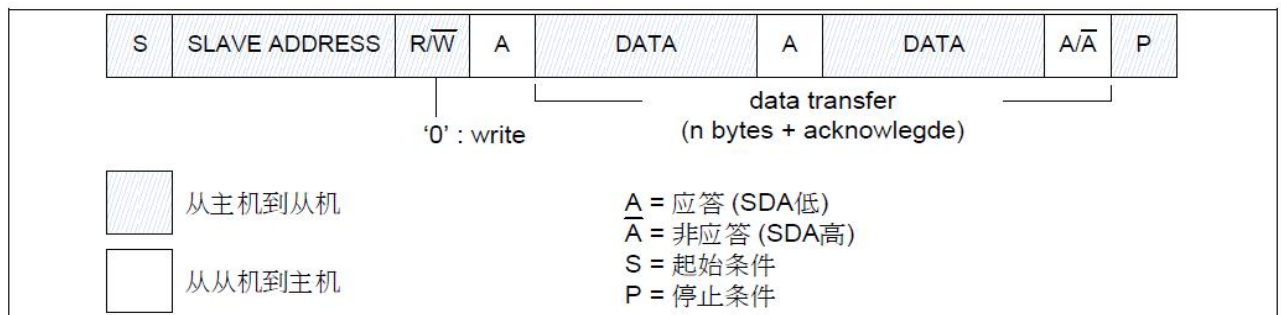 S SLAVE ADDRESS R/W̅ A DATA A DATA A/A̅ P
data transfer
‘0’ : write (n bytes + acknowlegde)
从主机到从机 A = 应答 (SDA低)
A̅ = 非应答 (SDA高)
从从机到主机 S = 起始条件
P = 停止条件